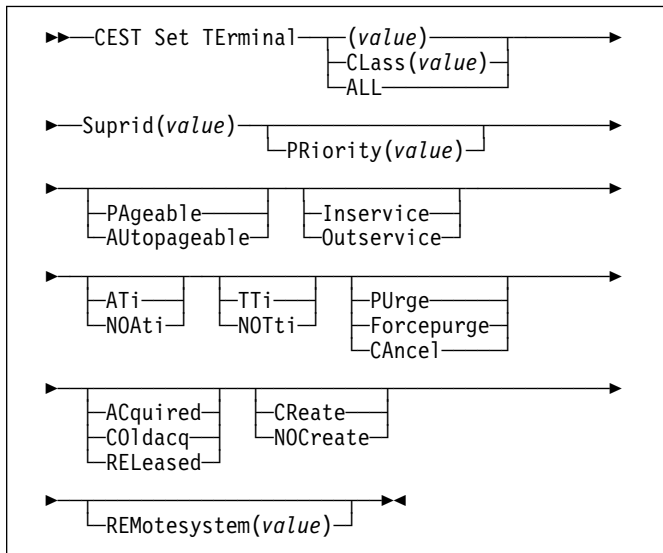 CEST Set TErminal (value)
CLass(value)
ALL
Suprid(value)
PRiority(value)
PAgeable Inservice
AUtopageable Outservice
ATi TTi PUrge
NOAti NOTti Forcepurge
CAncel
ACquired CReate
COldacq NOCreate
RELeased
REMotesystem(value)